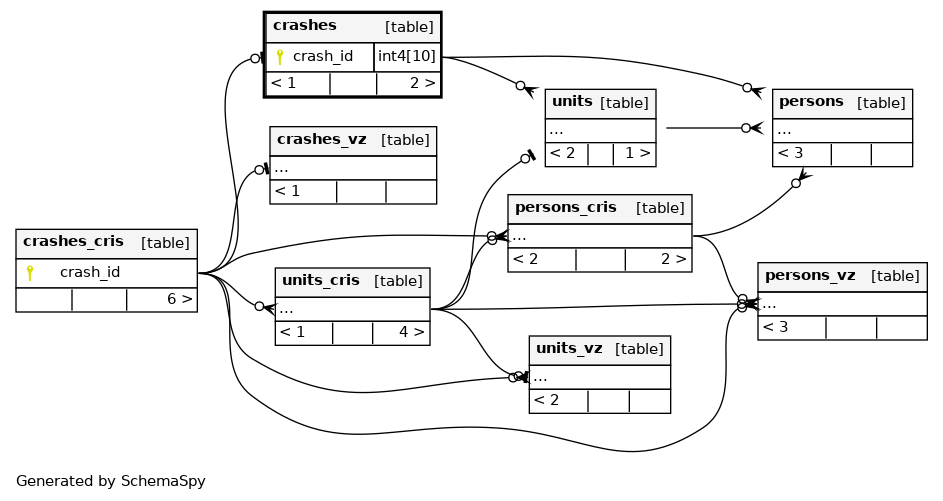 crashes [table]
crash_id int4[10]
< 1 2 >
units [table]
...
< 2 1 >
persons [table]
...
< 3
crashes_vz [table]
...
< 1
persons_cris [table]
...
< 2 2 >
crashes_cris [table]
crash_id
6 >
units_cris [table]
...
< 1 4 >
persons_vz [table]
...
< 3
units_vz [table]
...
< 2
Generated by SchemaSpy